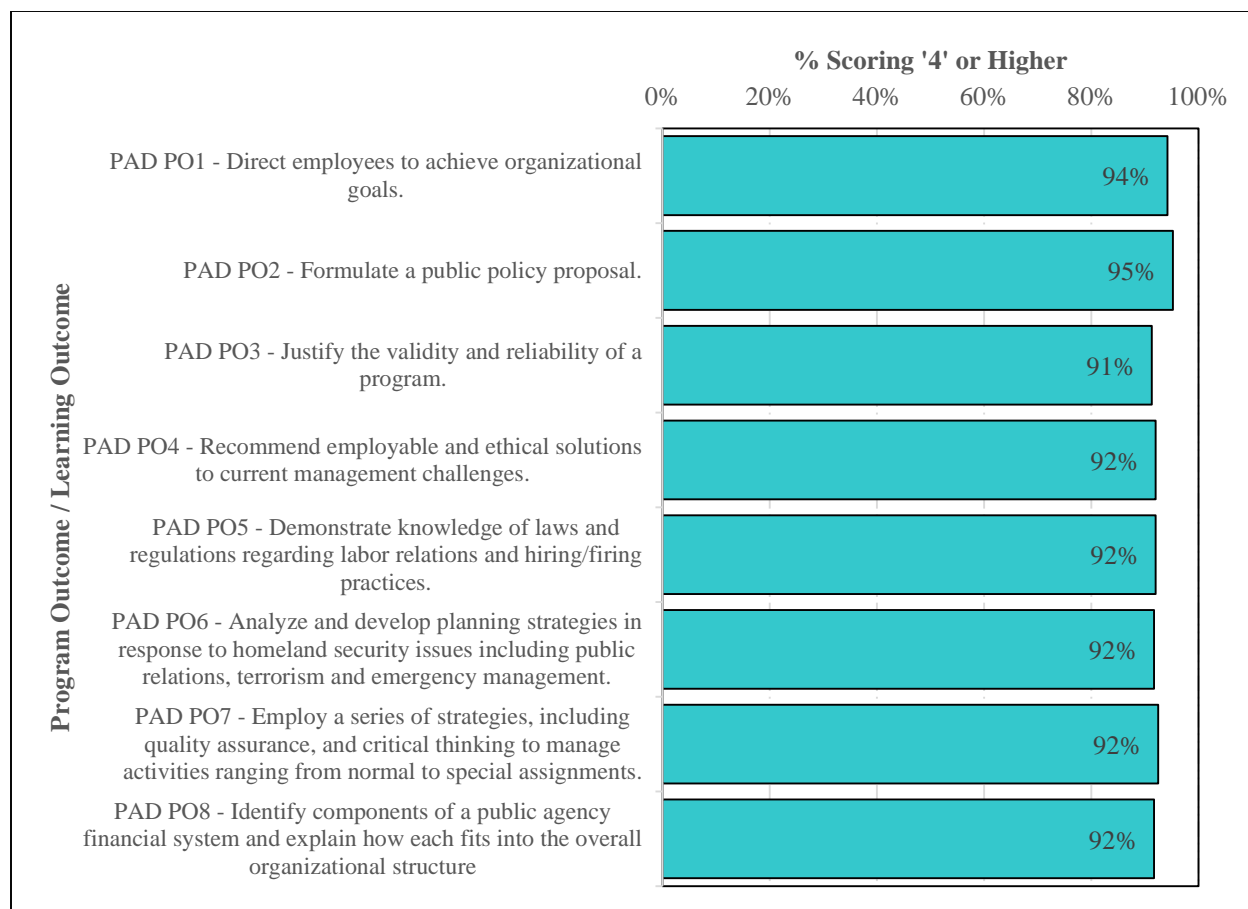 % Scoring '4' or Higher
0% 20% 40% 60% 80% 100%
Program Outcome / Learning Outcome
PAD PO1 - Direct employees to achieve organizational
goals.
94%
PAD PO2 - Formulate a public policy proposal.
95%
PAD PO3 - Justify the validity and reliability of a
program.
91%
PAD PO4 - Recommend employable and ethical solutions
to current management challenges.
92%
PAD PO5 - Demonstrate knowledge of laws and
regulations regarding labor relations and hiring/firing
practices.
92%
PAD PO6 - Analyze and develop planning strategies in
response to homeland security issues including public
relations, terrorism and emergency management.
92%
PAD PO7 - Employ a series of strategies, including
quality assurance, and critical thinking to manage
activities ranging from normal to special assignments.
92%
PAD PO8 - Identify components of a public agency
financial system and explain how each fits into the overall
organizational structure
92%